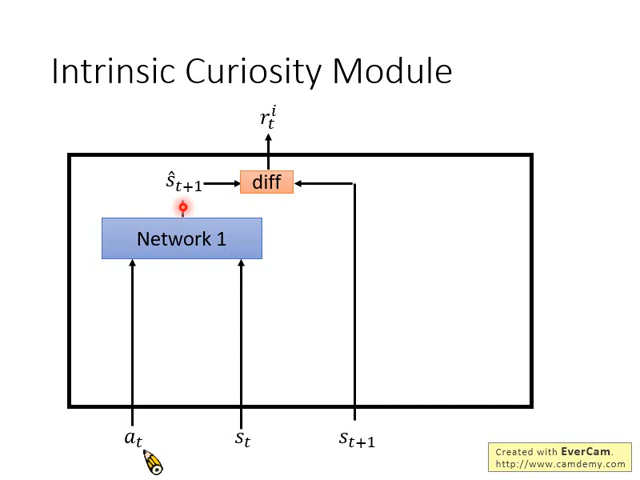 Intrinsic Curiosity Module
r_t^i
ŝ_{t+1}
diff
Network 1
a_t
s_t
s_{t+1}
Created with EverCam.
http://www.camdemy.com